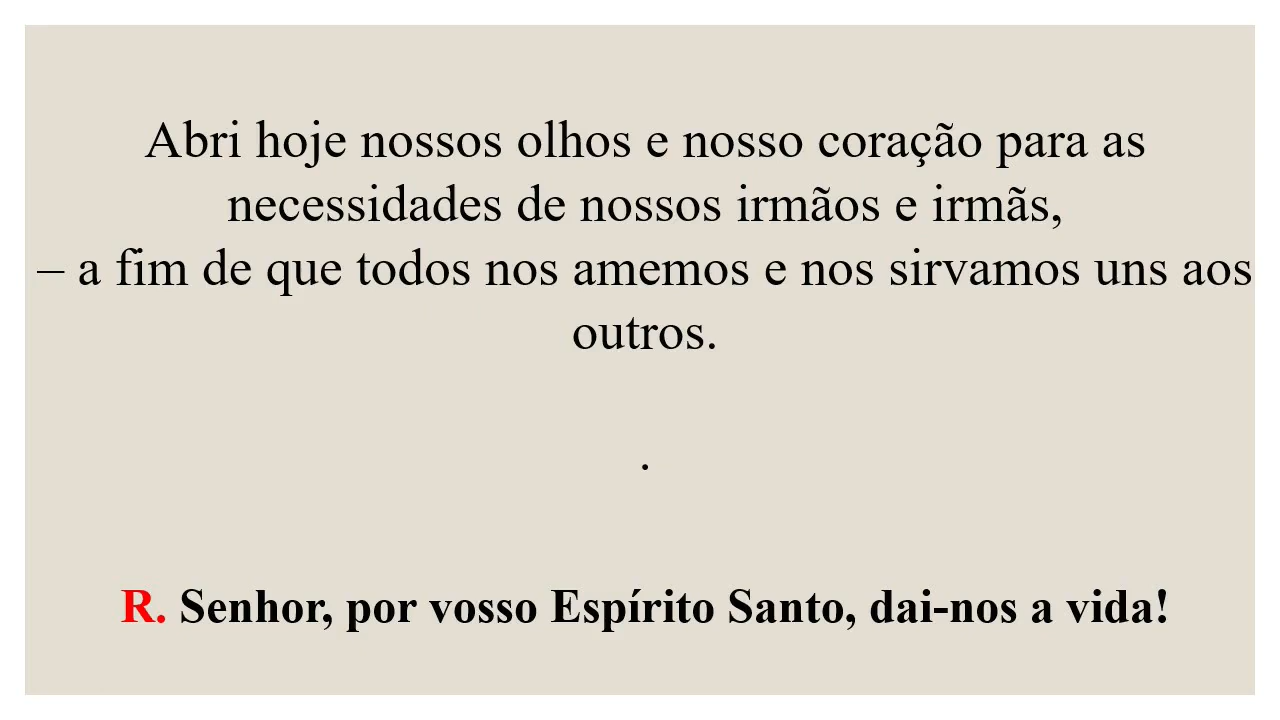 Abri hoje nossos olhos e nosso coração para as
necessidades de nossos irmãos e irmãs,
– a fim de que todos nos amemos e nos sirvamos uns aos
outros.
.
R. Senhor, por vosso Espírito Santo, dai-nos a vida!